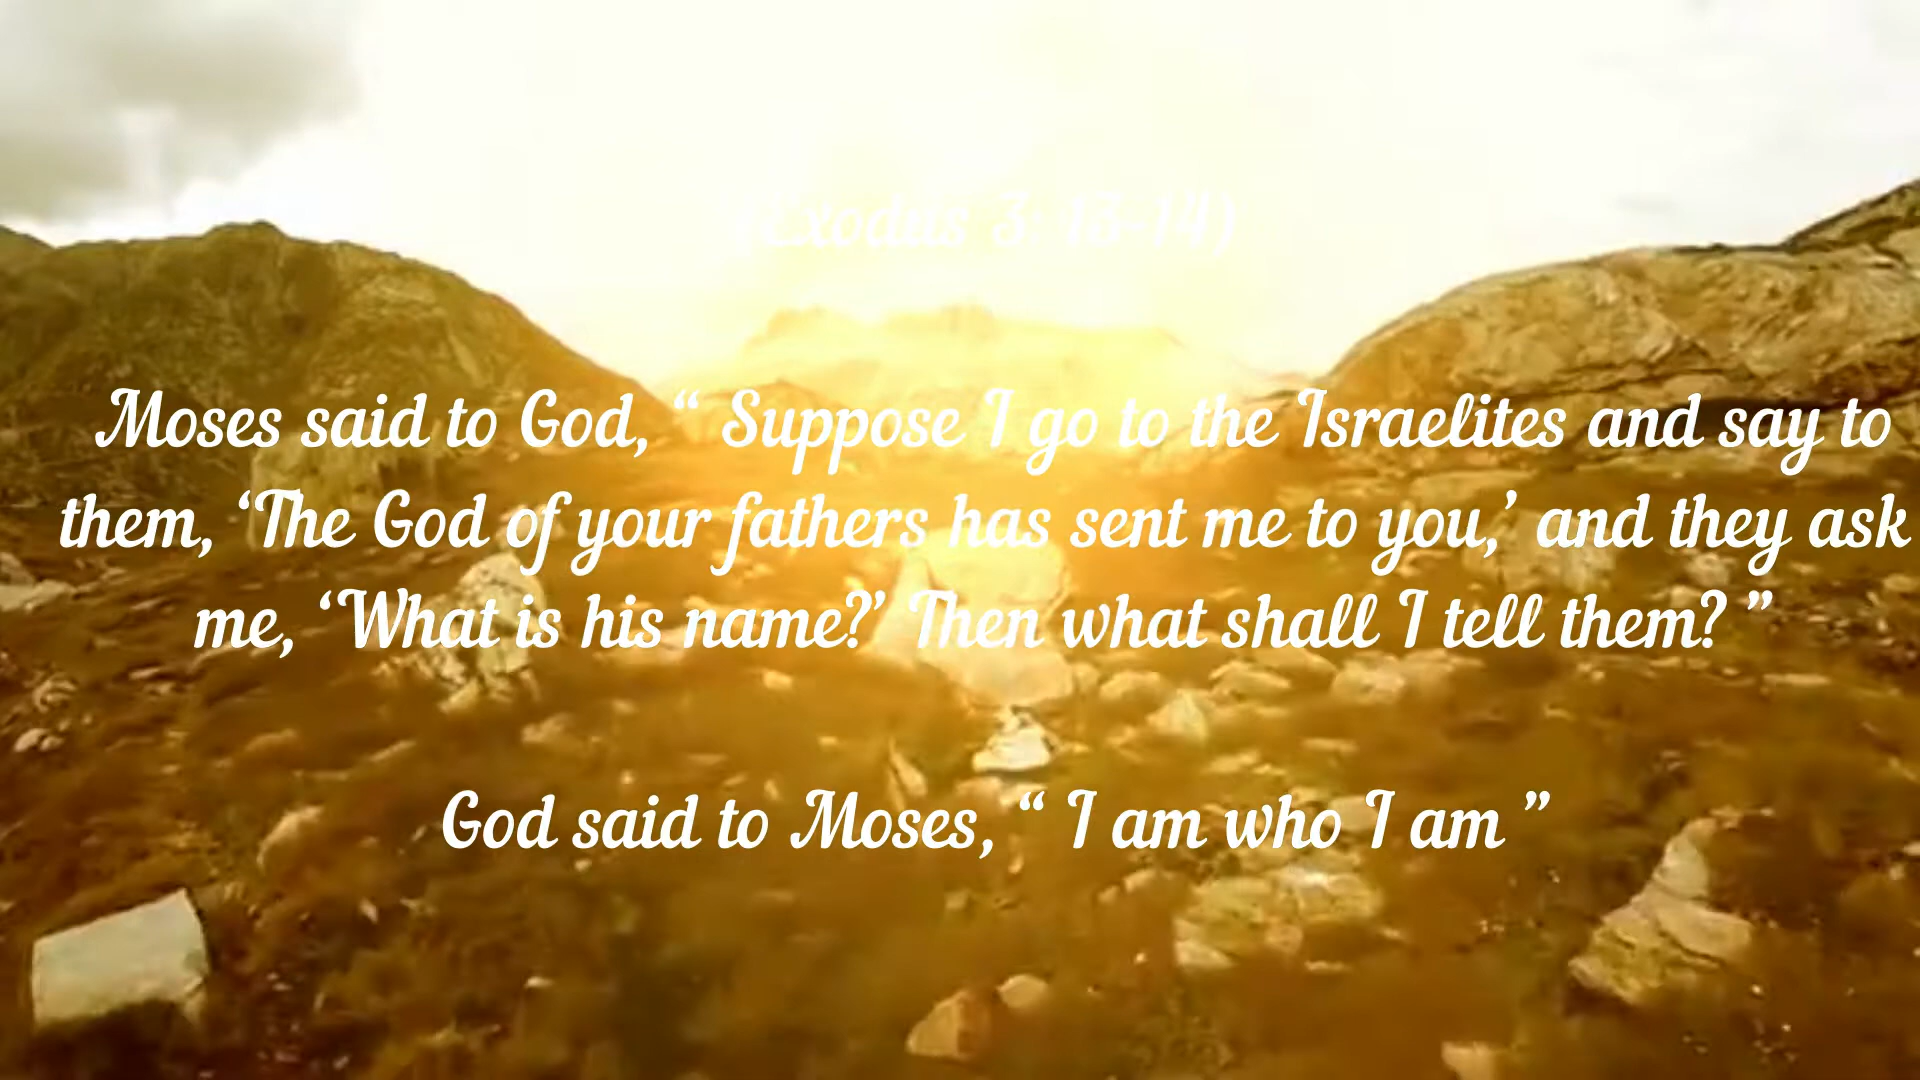 (Exodus 3: 13-14)
Moses said to God, “ Suppose I go to the Israelites and say to
them, ‘The God of your fathers has sent me to you,’ and they ask
me, ‘What is his name?’ Then what shall I tell them? ”
God said to Moses, “ I am who I am ”